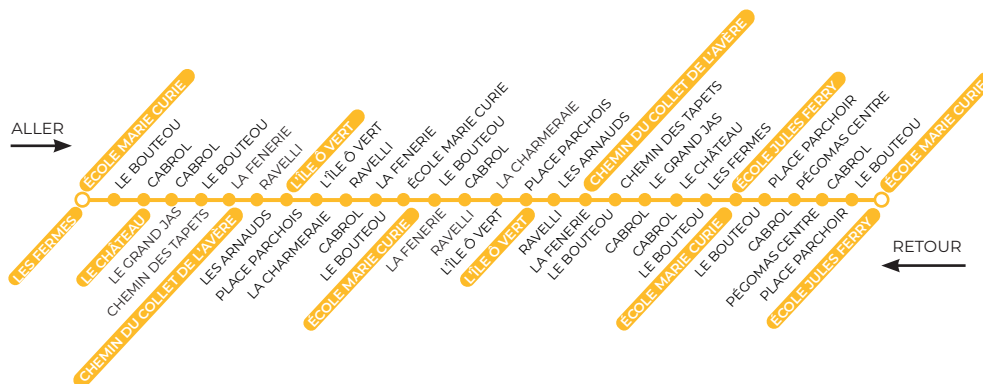 ALLER
ÉCOLE MARIE CURIE
LE BOUTEOU
CABROL
CABROL
LE BOUTEOU
LA FENERIE
RAVELLI
L'ÎLE Ô VERT
L'ÎLE Ô VERT
RAVELLI
LA FENERIE
ÉCOLE MARIE CURIE
LE BOUTEOU
CABROL
LA CHARMERAIE
PLACE PARCHOIS
LES ARNAUDS
CHEMIN DU COLLET DE L'AVÈRE
CHEMIN DES TAPETS
LE GRAND JAS
LE CHÂTEAU
LES FERMES
ÉCOLE JULES FERRY
PLACE PARCHOIR
PÉGOMAS CENTRE
CABROL
LE BOUTEOU
ÉCOLE MARIE CURIE
LES FERMES
LE CHÂTEAU
LE GRAND JAS
CHEMIN DES TAPETS
CHEMIN DU COLLET DE L'AVÈRE
LES ARNAUDS
PLACE PARCHOIS
LA CHARMERAIE
CABROL
LE BOUTEOU
ÉCOLE MARIE CURIE
LA FENERIE
RAVELLI
L'ÎLE Ô VERT
L'ÎLE Ô VERT
RAVELLI
LA FENERIE
LE BOUTEOU
CABROL
CABROL
LE BOUTEOU
ÉCOLE MARIE CURIE
LE BOUTEOU
CABROL
PÉGOMAS CENTRE
PLACE PARCHOIR
ÉCOLE JULES FERRY
RETOUR